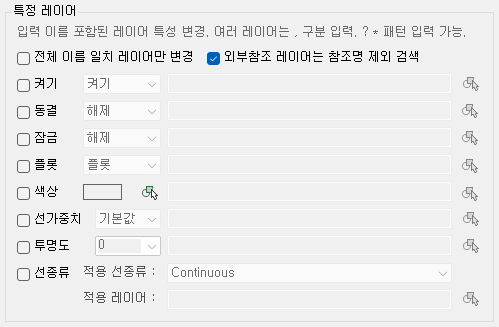 특정 레이어
입력 이름 포함된 레이어 특성 변경. 여러 레이어는 , 구분 입력. ? * 패턴 입력 가능.
전체 이름 일치 레이어만 변경 외부참조 레이어는 참조명 제외 검색
켜기 켜기
동결 해제
잠금 해제
플롯 플롯
색상
선가중치 기본값
투명도 0
선종류 적용 선종류 : Continuous
적용 레이어 :